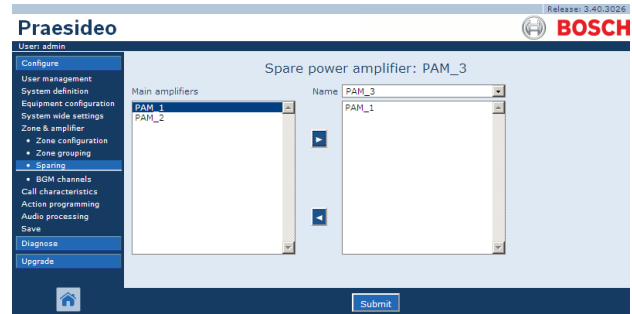 Release: 3.40.3026
Praesideo
BOSCH
User: admin
Configure
User management
System definition
Equipment configuration
System wide settings
Zone & amplifier
• Zone configuration
• Zone grouping
• Sparing
• BGM channels
Call characteristics
Action programming
Audio processing
Save
Diagnose
Upgrade
Spare power amplifier: PAM_3
Main amplifiers
Name PAM_3
PAM_1
PAM_2
PAM_1
Submit